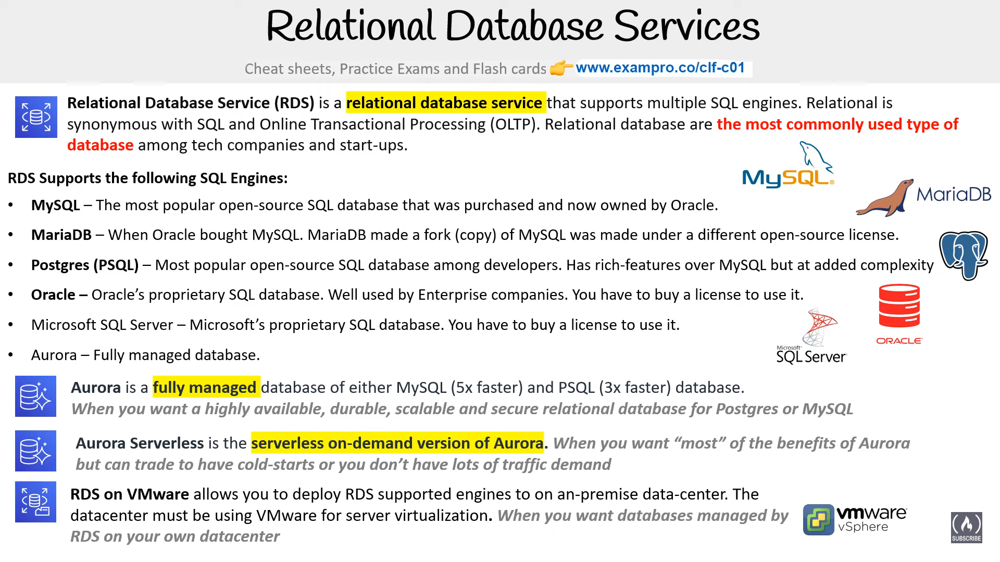 Relational Database Services
Cheat sheets, Practice Exams and Flash cards 👉 www.exampro.co/clf-c01
Relational Database Service (RDS) is a relational database service that supports multiple SQL engines. Relational is
synonymous with SQL and Online Transactional Processing (OLTP). Relational database are the most commonly used type of
database among tech companies and start-ups.
MySQL®
RDS Supports the following SQL Engines:
MariaDB
• MySQL – The most popular open-source SQL database that was purchased and now owned by Oracle.
• MariaDB – When Oracle bought MySQL. MariaDB made a fork (copy) of MySQL was made under a different open-source license.
• Postgres (PSQL) – Most popular open-source SQL database among developers. Has rich-features over MySQL but at added complexity
• Oracle – Oracle’s proprietary SQL database. Well used by Enterprise companies. You have to buy a license to use it.
• Microsoft SQL Server – Microsoft’s proprietary SQL database. You have to buy a license to use it.
ORACLE®
Microsoft®
SQL Server®
• Aurora – Fully managed database.
Aurora is a fully managed database of either MySQL (5x faster) and PSQL (3x faster) database.
When you want a highly available, durable, scalable and secure relational database for Postgres or MySQL
Aurora Serverless is the serverless on-demand version of Aurora. When you want “most” of the benefits of Aurora
but can trade to have cold-starts or you don’t have lots of traffic demand
RDS on VMware allows you to deploy RDS supported engines to on an-premise data-center. The
datacenter must be using VMware for server virtualization. When you want databases managed by
RDS on your own datacenter
vmware®
vSphere
SUBSCRIBE